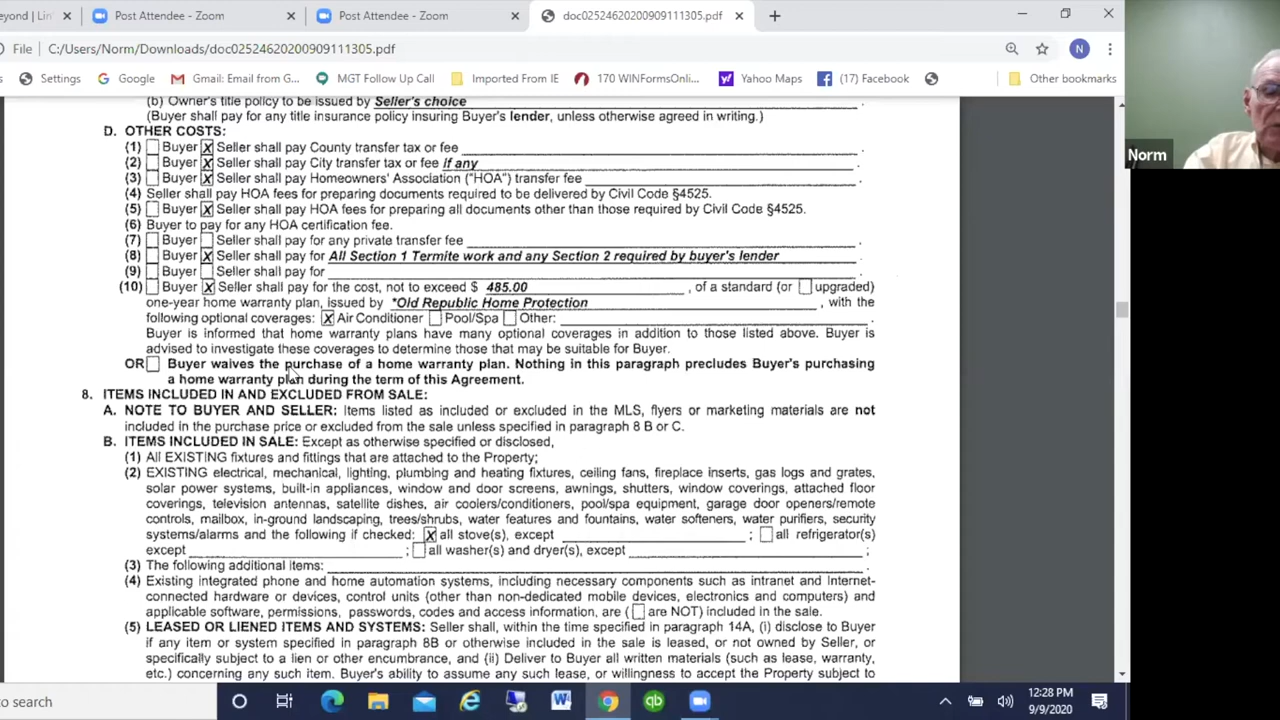 eyond | Lin
Post Attendee - Zoom
Post Attendee - Zoom
doc02524620200909111305.pdf
File
C:/Users/Norm/Downloads/doc02524620200909111305.pdf
N
Settings
Google
Gmail: Email from G...
MGT Follow Up Call
Imported From IE
170 WINFormsOnli...
Yahoo Maps
(17) Facebook
Other bookmarks
(b) Owner's title policy to be issued by Seller's choice .
(Buyer shall pay for any title insurance policy insuring Buyer's lender, unless otherwise agreed in writing.)
D. OTHER COSTS:
(1) Buyer X Seller shall pay County transfer tax or fee .
(2) Buyer X Seller shall pay City transfer tax or fee if any .
(3) Buyer X Seller shall pay Homeowners' Association ("HOA") transfer fee .
(4) Seller shall pay HOA fees for preparing documents required to be delivered by Civil Code §4525.
(5) Buyer X Seller shall pay HOA fees for preparing all documents other than those required by Civil Code §4525.
(6) Buyer to pay for any HOA certification fee.
(7) Buyer Seller shall pay for any private transfer fee .
(8) Buyer X Seller shall pay for All Section 1 Termite work and any Section 2 required by buyer's lender .
(9) Buyer Seller shall pay for .
(10) Buyer X Seller shall pay for the cost, not to exceed $ 485.00 , of a standard (or upgraded)
one-year home warranty plan, issued by *Old Republic Home Protection , with the
following optional coverages: X Air Conditioner Pool/Spa Other: .
Buyer is informed that home warranty plans have many optional coverages in addition to those listed above. Buyer is
advised to investigate these coverages to determine those that may be suitable for Buyer.
OR Buyer waives the purchase of a home warranty plan. Nothing in this paragraph precludes Buyer's purchasing
a home warranty plan during the term of this Agreement.
8. ITEMS INCLUDED IN AND EXCLUDED FROM SALE:
A. NOTE TO BUYER AND SELLER: Items listed as included or excluded in the MLS, flyers or marketing materials are not
included in the purchase price or excluded from the sale unless specified in paragraph 8 B or C.
B. ITEMS INCLUDED IN SALE: Except as otherwise specified or disclosed,
(1) All EXISTING fixtures and fittings that are attached to the Property;
(2) EXISTING electrical, mechanical, lighting, plumbing and heating fixtures, ceiling fans, fireplace inserts, gas logs and grates,
solar power systems, built-in appliances, window and door screens, awnings, shutters, window coverings, attached floor
coverings, television antennas, satellite dishes, air coolers/conditioners, pool/spa equipment, garage door openers/remote
controls, mailbox, in-ground landscaping, trees/shrubs, water features and fountains, water softeners, water purifiers, security
systems/alarms and the following if checked: X all stove(s), except ; all refrigerator(s)
except ; all washer(s) and dryer(s), except ;
(3) The following additional items: .
(4) Existing integrated phone and home automation systems, including necessary components such as intranet and Internet-
connected hardware or devices, control units (other than non-dedicated mobile devices, electronics and computers) and
applicable software, permissions, passwords, codes and access information, are ( are NOT) included in the sale.
(5) LEASED OR LIENED ITEMS AND SYSTEMS: Seller shall, within the time specified in paragraph 14A, (i) disclose to Buyer
if any item or system specified in paragraph 8B or otherwise included in the sale is leased, or not owned by Seller, or
specifically subject to a lien or other encumbrance, and (ii) Deliver to Buyer all written materials (such as lease, warranty,
etc.) concerning any such item. Buyer's ability to assume any such lease, or willingness to accept the Property subject to
Norm
to search
12:28 PM
9/9/2020